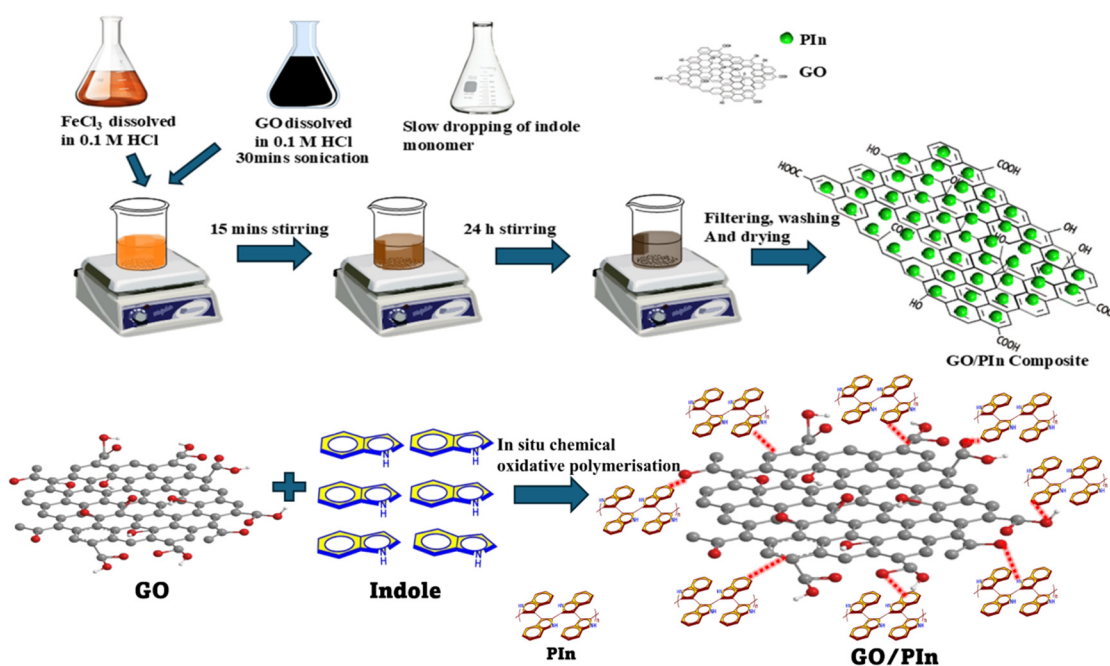 FeCl₃ dissolved
in 0.1 M HCl
GO dissolved
in 0.1 M HCl
30mins sonication
Slow dropping of indole
monomer
PIn
GO
15 mins stirring
24 h stirring
Filtering, washing
And drying
HOOC
HO
COOH
OH
OH
HO
COOH
COOH
GO/PIn Composite
GO
Indole
N
H
N
H
N
H
N
H
N
H
N
H
In situ chemical
oxidative polymerisation
PIn
GO/PIn